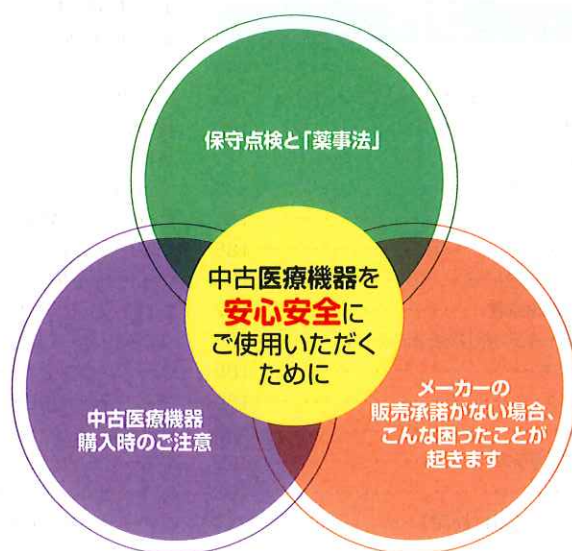 保守点検と「薬事法」
中古医療機器を
安心安全に
ご使用いただく
ために
中古医療機器
購入時のご注意
メーカーの
販売承諾がない場合、
こんな困ったことが
起きます